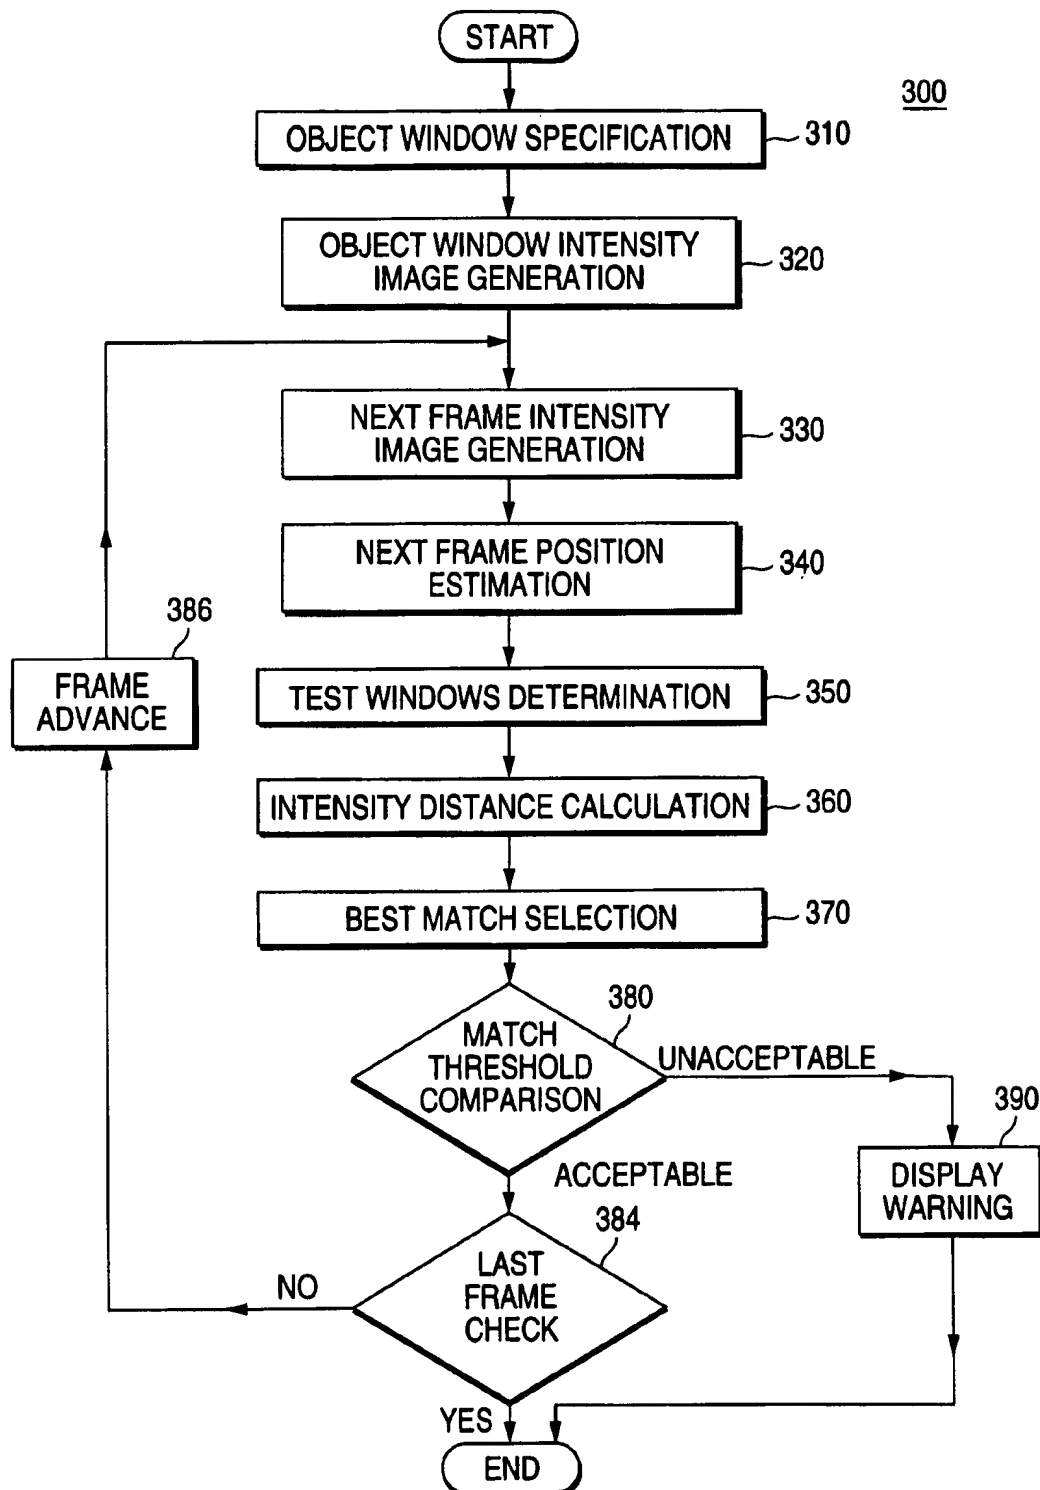 START
300
OBJECT WINDOW SPECIFICATION
310
OBJECT WINDOW INTENSITY
IMAGE GENERATION
320
NEXT FRAME INTENSITY
IMAGE GENERATION
330
NEXT FRAME POSITION
ESTIMATION
340
386
FRAME
ADVANCE
TEST WINDOWS DETERMINATION
350
INTENSITY DISTANCE CALCULATION
360
BEST MATCH SELECTION
370
380
MATCH
THRESHOLD
COMPARISON
UNACCEPTABLE
390
DISPLAY
WARNING
ACCEPTABLE
384
LAST
FRAME
CHECK
NO
YES
END